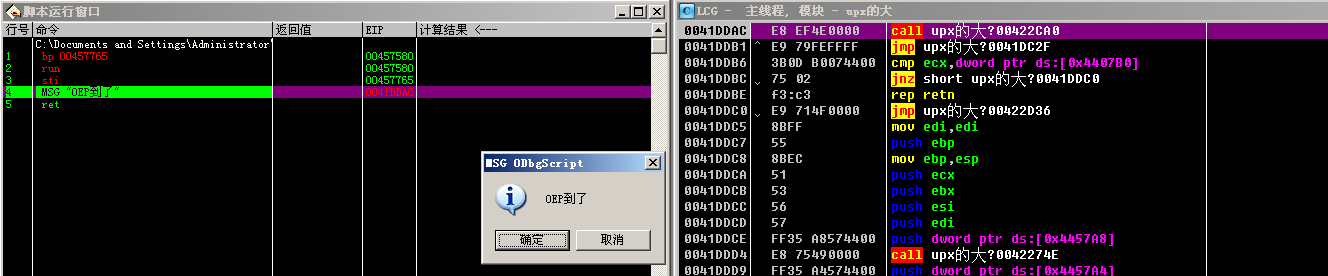 脚本运行窗口
行号 命令 返回值 EIP 计算结果 <---
C:\Documents and Settings\Administrator'
1 bp 00457765 00457580
2 run 00457580
3 sti 00457765
4 MSG "OEP到了" 0041DDAC
5 ret
MSG ODbgScript
OEP到了
确定 取消
C LCG - 主线程, 模块 - upx的大
0041DDAC E8 EF4E0000 call upx的大?00422CA0
0041DDB1 ^ E9 79FEFFFF jmp upx的大?0041DC2F
0041DDB6 3B0D B0074400 cmp ecx,dword ptr ds:[0x4407B0]
0041DDBC 75 02 jnz short upx的大?0041DDC0
0041DDBE f3:c3 rep retn
0041DDC0 E9 714F0000 jmp upx的大?00422D36
0041DDC5 8BFF mov edi,edi
0041DDC7 55 push ebp
0041DDC8 8BEC mov ebp,esp
0041DDCA 51 push ecx
0041DDCB 53 push ebx
0041DDCC 56 push esi
0041DDCD 57 push edi
0041DDCE FF35 A8574400 push dword ptr ds:[0x4457A8]
0041DDD4 E8 75490000 call upx的大?0042274E
0041DDD9 FF35 A4574400 push dword ptr ds:[0x4457A4]